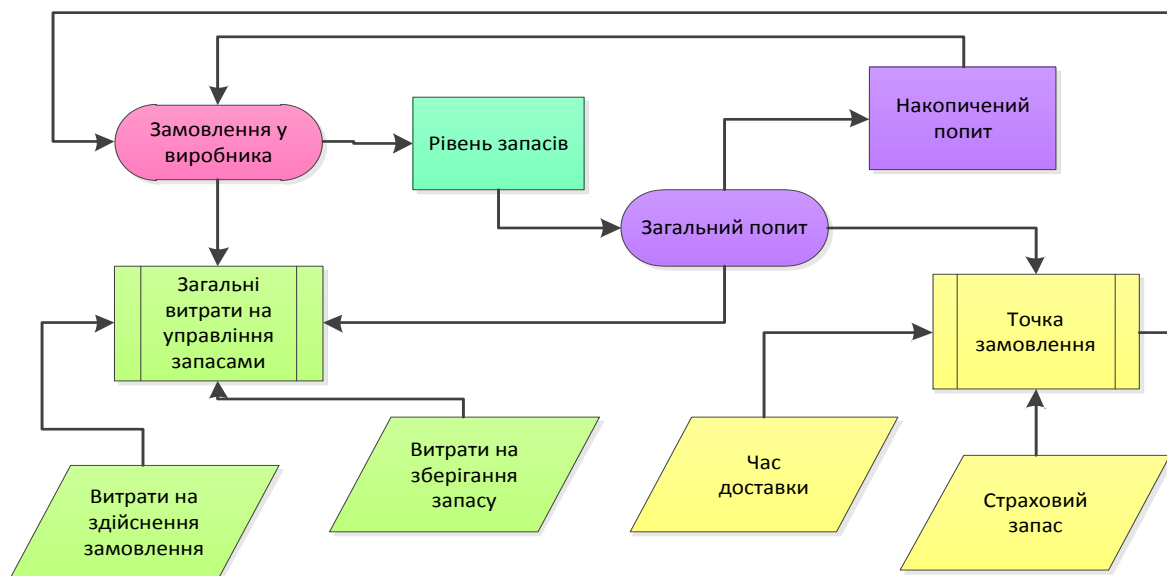 Замовлення у
виробника
Рівень запасів
Накопичений
попит
Загальний попит
Загальні
витрати на
управління
запасами
Точка
замовлення
Витрати на
здійснення
замовлення
Витрати на
зберігання
запасу
Час
доставки
Страховий
запас